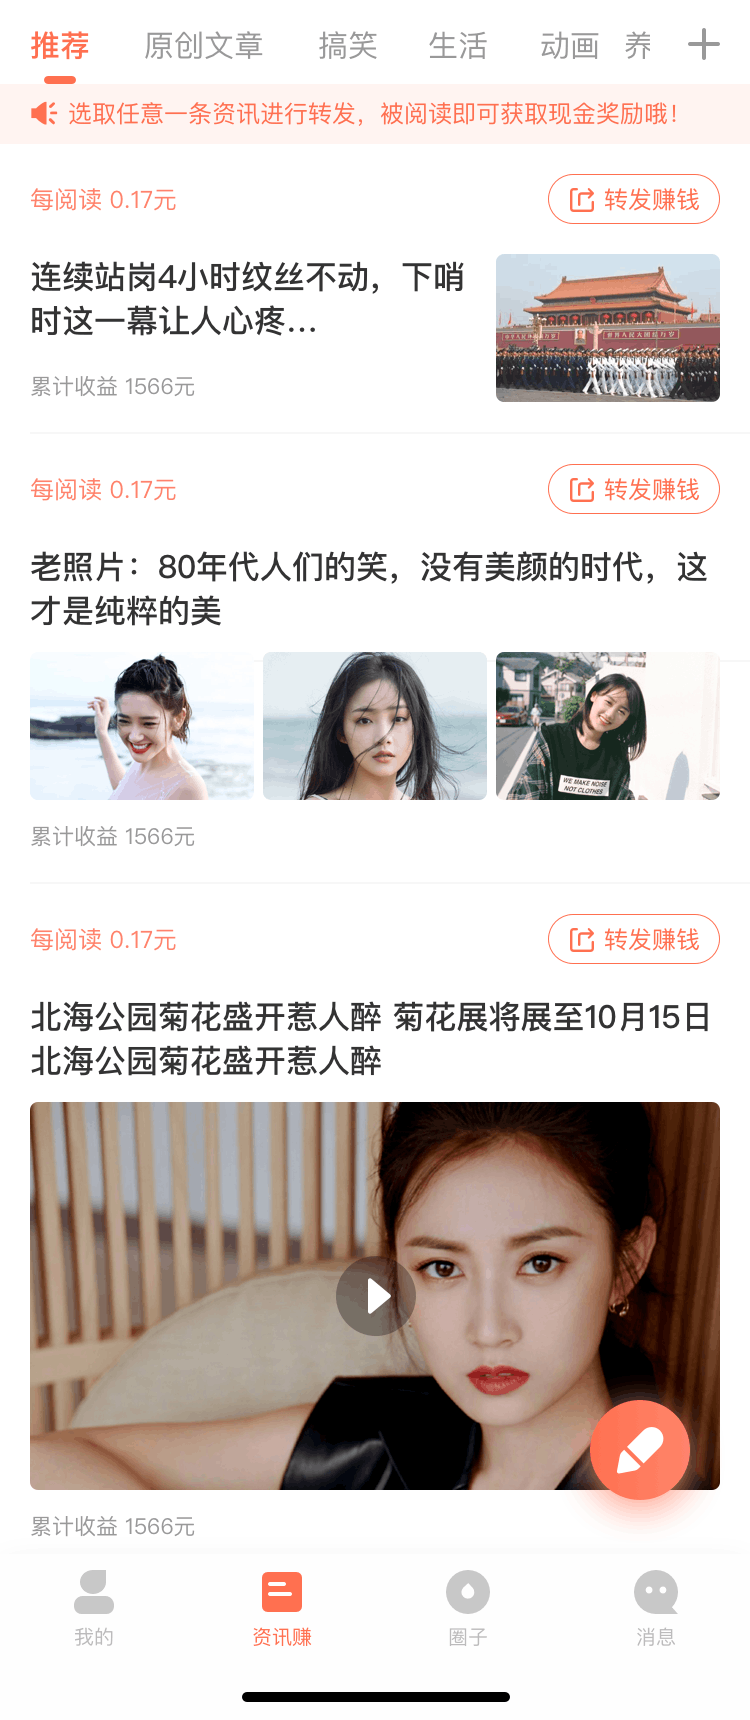 推荐 原创文章 搞笑 生活 动画 养
选取任意一条资讯进行转发，被阅读即可获取现金奖励哦！
每阅读 0.17元 转发赚钱
连续站岗4小时纹丝不动，下哨
时这一幕让人心疼...
累计收益 1566元
每阅读 0.17元 转发赚钱
老照片：80年代人们的笑，没有美颜的时代，这
才是纯粹的美
WE MAKE NOISE
NOT CLOTHES
累计收益 1566元
每阅读 0.17元 转发赚钱
北海公园菊花盛开惹人醉 菊花展将展至10月15日
北海公园菊花盛开惹人醉
累计收益 1566元
我的 资讯赚 圈子 消息